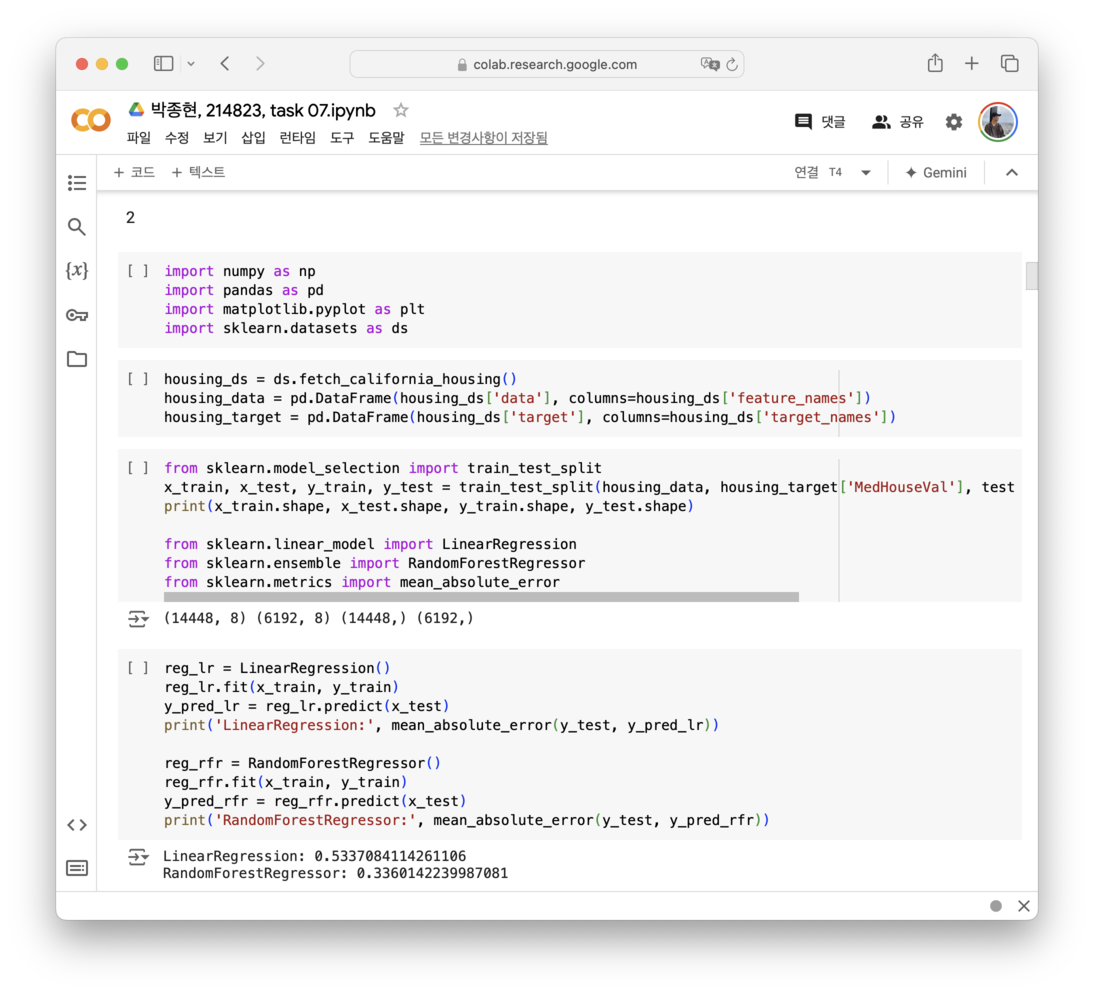 colab.research.google.com
박종현, 214823, task 07.ipynb
댓글 공유
파일 수정 보기 삽입 런타임 도구 도움말 모든 변경사항이 저장됨
+ 코드 + 텍스트 연결 T4 Gemini
2
[ ] import numpy as np
import pandas as pd
import matplotlib.pyplot as plt
import sklearn.datasets as ds
[ ] housing_ds = ds.fetch_california_housing()
housing_data = pd.DataFrame(housing_ds['data'], columns=housing_ds['feature_names'])
housing_target = pd.DataFrame(housing_ds['target'], columns=housing_ds['target_names'])
[ ] from sklearn.model_selection import train_test_split
x_train, x_test, y_train, y_test = train_test_split(housing_data, housing_target['MedHouseVal'], test
print(x_train.shape, x_test.shape, y_train.shape, y_test.shape)
from sklearn.linear_model import LinearRegression
from sklearn.ensemble import RandomForestRegressor
from sklearn.metrics import mean_absolute_error
(14448, 8) (6192, 8) (14448,) (6192,)
[ ] reg_lr = LinearRegression()
reg_lr.fit(x_train, y_train)
y_pred_lr = reg_lr.predict(x_test)
print('LinearRegression:', mean_absolute_error(y_test, y_pred_lr))
reg_rfr = RandomForestRegressor()
reg_rfr.fit(x_train, y_train)
y_pred_rfr = reg_rfr.predict(x_test)
print('RandomForestRegressor:', mean_absolute_error(y_test, y_pred_rfr))
LinearRegression: 0.5337084114261106
RandomForestRegressor: 0.3360142239987081